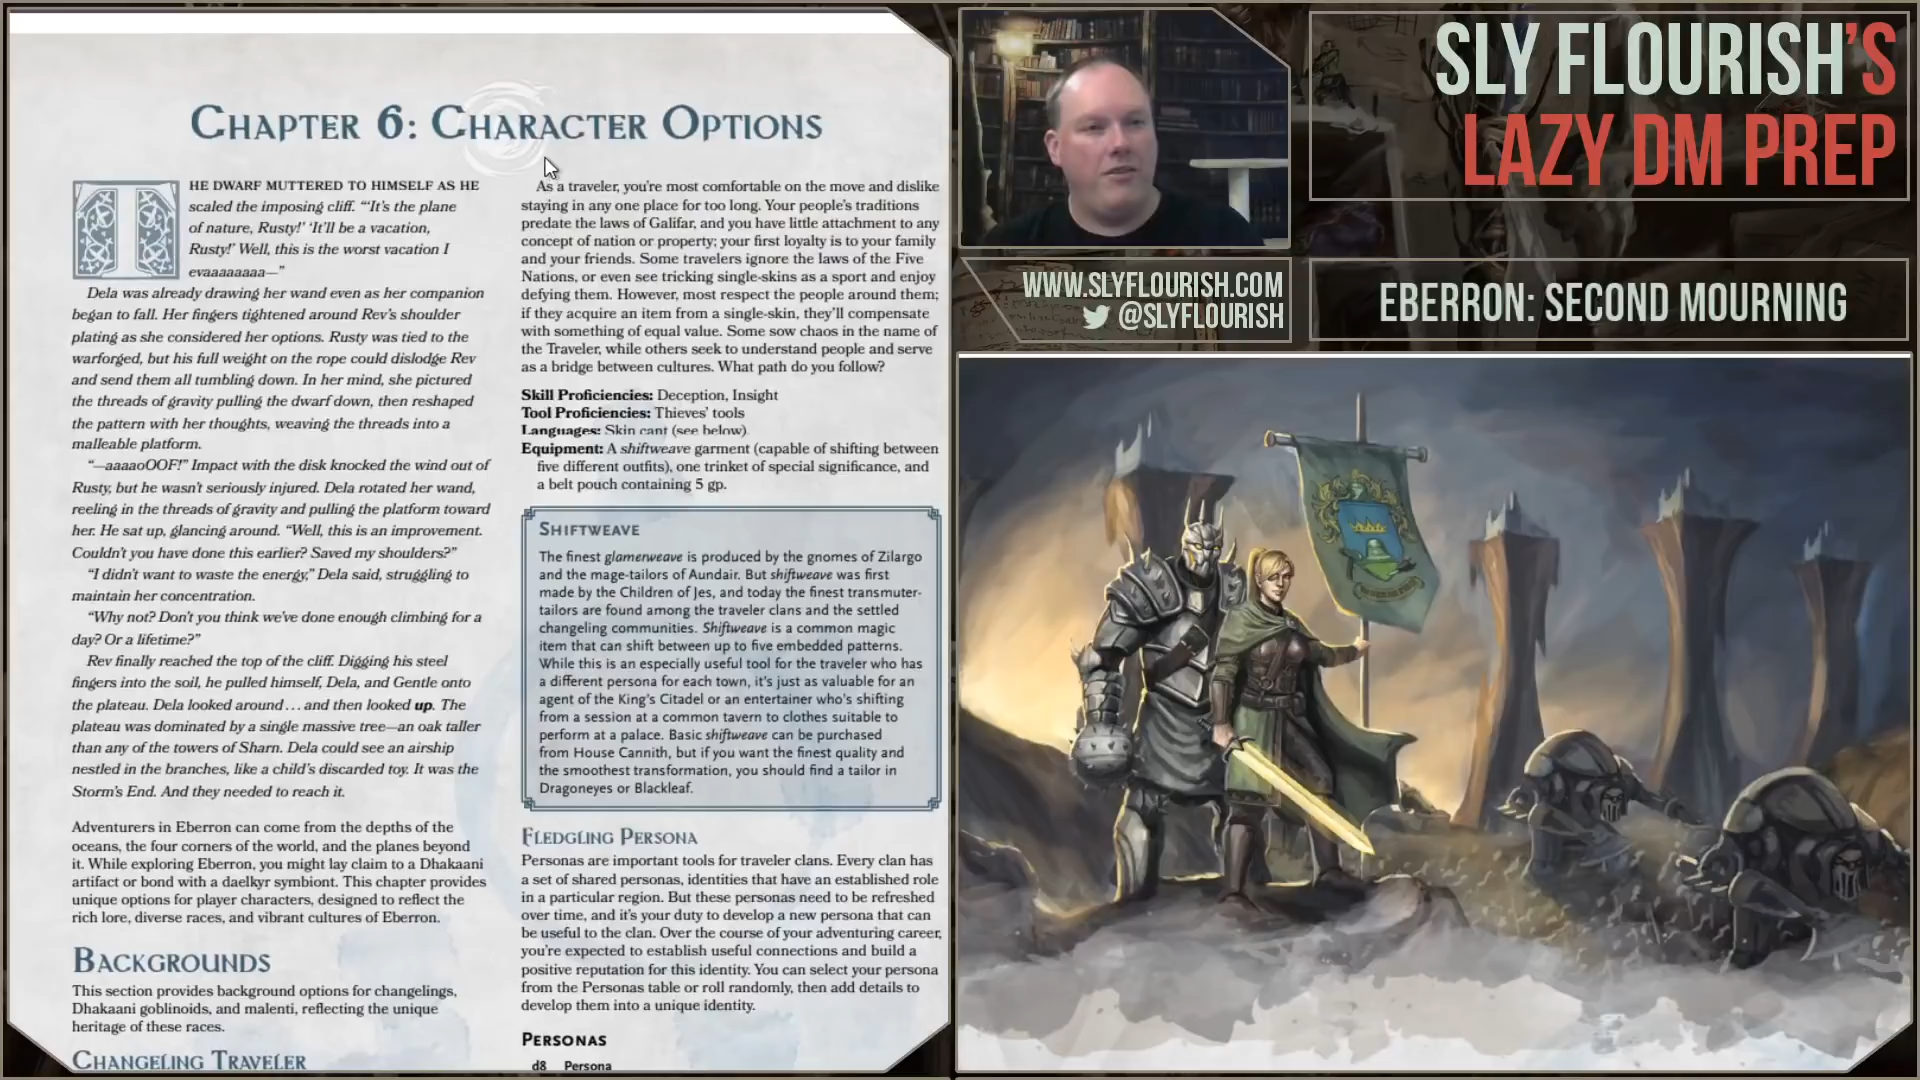 CHAPTER 6: CHARACTER OPTIONS
THE DWARF MUTTERED TO HIMSELF AS HE
scaled the imposing cliff. “‘It’s the plane
of nature, Rusty!’ ‘It’ll be a vacation,
Rusty!’ Well, this is the worst vacation I
evaaaaaaaa—”
Dela was already drawing her wand even as her companion
began to fall. Her fingers tightened around Rev’s shoulder
plating as she considered her options. Rusty was tied to the
warforged, but his full weight on the rope could dislodge Rev
and send them all tumbling down. In her mind, she pictured
the threads of gravity pulling the dwarf down, then reshaped
the pattern with her thoughts, weaving the threads into a
malleable platform.
“—aaaaoOOF!” Impact with the disk knocked the wind out of
Rusty, but he wasn’t seriously injured. Dela rotated her wand,
reeling in the threads of gravity and pulling the platform toward
her. He sat up, glancing around. “Well, this is an improvement.
Couldn’t you have done this earlier? Saved my shoulders?”
“I didn’t want to waste the energy,” Dela said, struggling to
maintain her concentration.
“Why not? Don’t you think we’ve done enough climbing for a
day? Or a lifetime?”
Rev finally reached the top of the cliff. Digging his steel
fingers into the soil, he pulled himself, Dela, and Gentle onto
the plateau. Dela looked around . . . and then looked up. The
plateau was dominated by a single massive tree—an oak taller
than any of the towers of Sharn. Dela could see an airship
nestled in the branches, like a child’s discarded toy. It was the
Storm’s End. And they needed to reach it.
Adventurers in Eberron can come from the depths of the
oceans, the four corners of the world, and the planes beyond
it. While exploring Eberron, you might lay claim to a Dhakaani
artifact or bond with a daelkyr symbiont. This chapter provides
unique options for player characters, designed to reflect the
rich lore, diverse races, and vibrant cultures of Eberron.
BACKGROUNDS
This section provides background options for changelings,
Dhakaani goblinoids, and malenti, reflecting the unique
heritage of these races.
CHANGELING TRAVELER
As a traveler, you’re most comfortable on the move and dislike
staying in any one place for too long. Your people’s traditions
predate the laws of Galifar, and you have little attachment to any
concept of nation or property; your first loyalty is to your family
and your friends. Some travelers ignore the laws of the Five
Nations, or even see tricking single-skins as a sport and enjoy
defying them. However, most respect the people around them;
if they acquire an item from a single-skin, they’ll compensate
with something of equal value. Some sow chaos in the name of
the Traveler, while others seek to understand people and serve
as a bridge between cultures. What path do you follow?
Skill Proficiencies: Deception, Insight
Tool Proficiencies: Thieves’ tools
Languages: Skin cant (see below)
Equipment: A shiftweave garment (capable of shifting between
five different outfits), one trinket of special significance, and
a belt pouch containing 5 gp.
SHIFTWEAVE
The finest glamerweave is produced by the gnomes of Zilargo
and the mage-tailors of Aundair. But shiftweave was first
made by the Children of Jes, and today the finest transmuter-
tailors are found among the traveler clans and the settled
changeling communities. Shiftweave is a common magic
item that can shift between up to five embedded patterns.
While this is an especially useful tool for the traveler who has
a different persona for each town, it’s just as valuable for an
agent of the King’s Citadel or an entertainer who’s shifting
from a session at a common tavern to clothes suitable to
perform at a palace. Basic shiftweave can be purchased
from House Cannith, but if you want the finest quality and
the smoothest transformation, you should find a tailor in
Dragoneyes or Blackleaf.
FLEDGLING PERSONA
Personas are important tools for traveler clans. Every clan has
a set of shared personas, identities that have an established role
in a particular region. But these personas need to be refreshed
over time, and it’s your duty to develop a new persona that can
be useful to the clan. Over the course of your adventuring career,
you’re expected to establish useful connections and build a
positive reputation for this identity. You can select your persona
from the Personas table or roll randomly, then add details to
develop them into a unique identity.
PERSONAS
d8 Persona
WWW.SLYFLOURISH.COM
@SLYFLOURISH
SLY FLOURISH’S
LAZY DM PREP
EBERRON: SECOND MOURNING